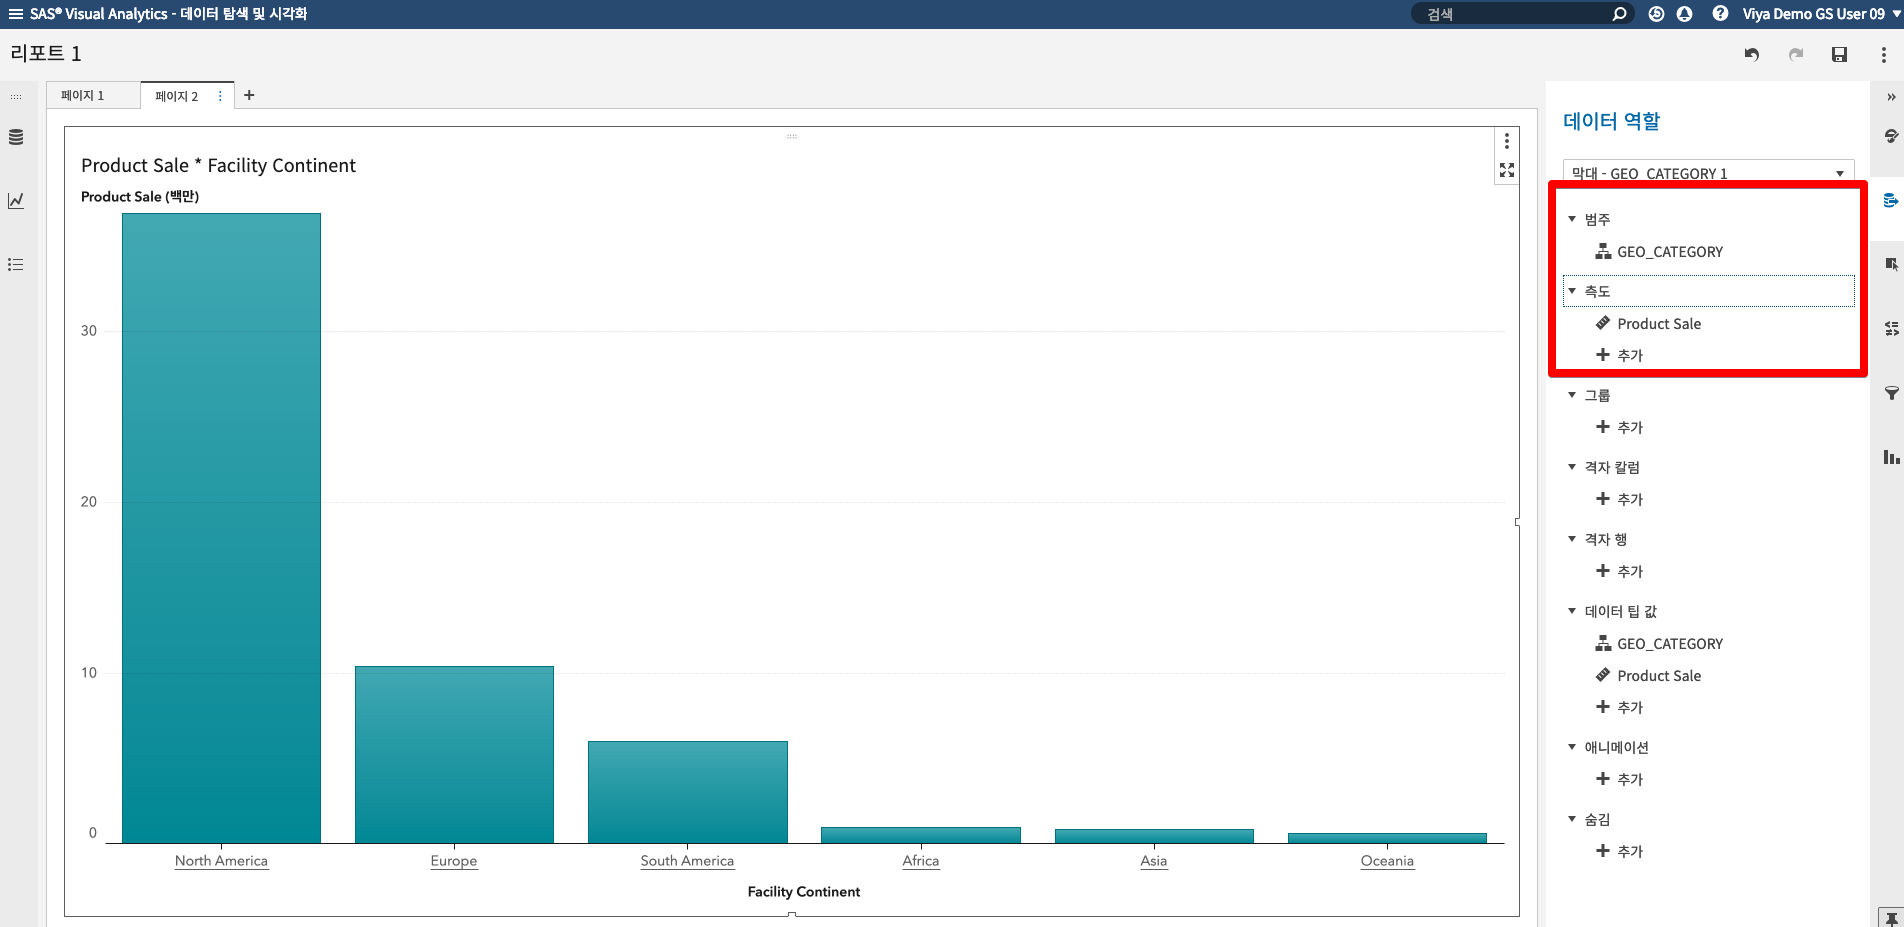 SAS® Visual Analytics - 데이터 탐색 및 시각화
검색
Viya Demo GS User 09
리포트 1
페이지 1
페이지 2
데이터 역할
막대 - GEO_CATEGORY 1
Product Sale * Facility Continent
Product Sale (백만)
30
20
10
0
North America
Europe
South America
Africa
Asia
Oceania
Facility Continent
범주
GEO_CATEGORY
측도
Product Sale
추가
그룹
추가
격자 칼럼
추가
격자 행
추가
데이터 팁 값
GEO_CATEGORY
Product Sale
추가
애니메이션
추가
숨김
추가